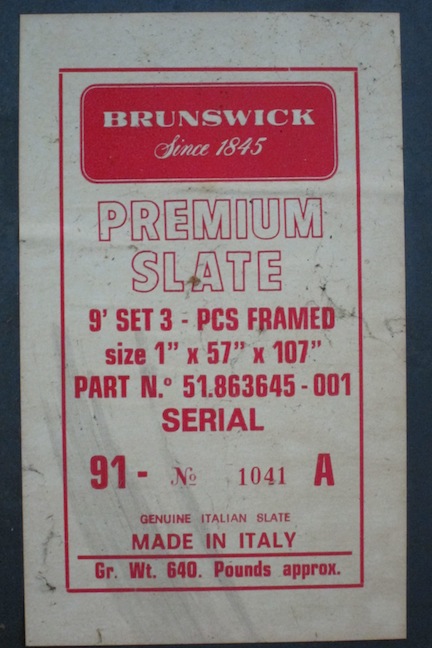 BRUNSWICK
Since 1845
PREMIUM
SLATE
9' SET 3 - PCS FRAMED
size 1" x 57" x 107"
PART N.º 51.863645 - 001
SERIAL
91 - № 1041 A
GENUINE ITALIAN SLATE
MADE IN ITALY
Gr. Wt. 640. Pounds approx.